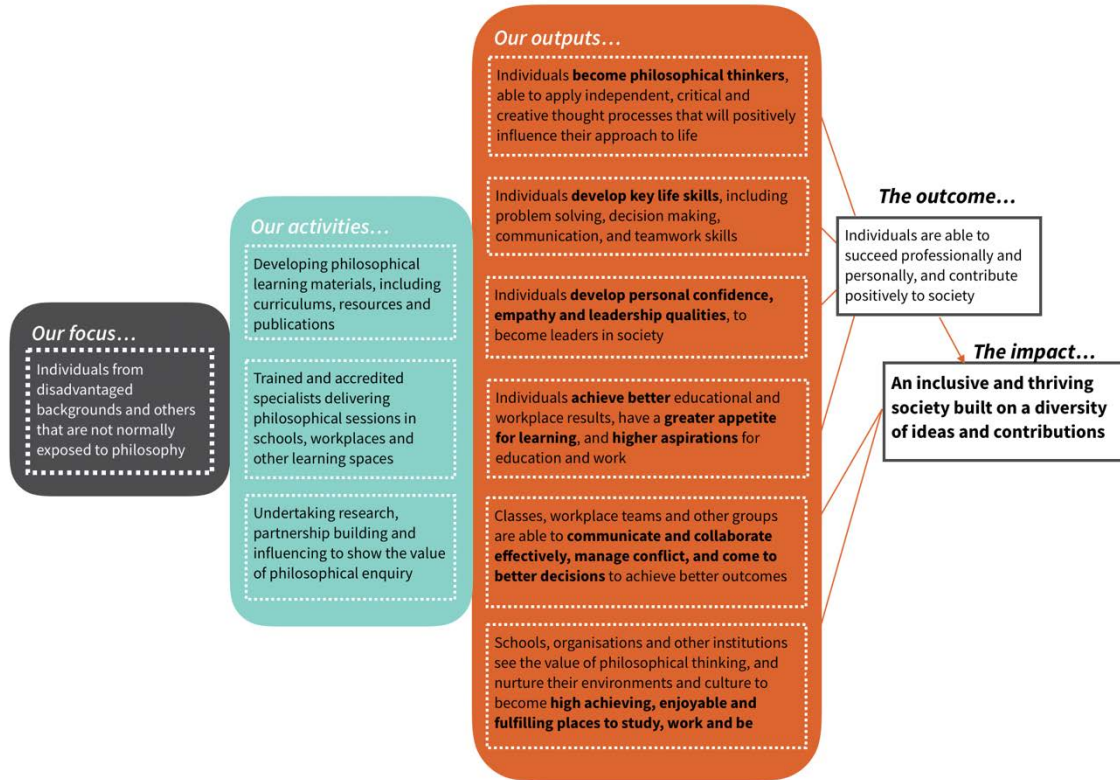 Our focus...
Individuals from
disadvantaged
backgrounds and others
that are not normally
exposed to philosophy
Our activities...
Developing philosophical
learning materials, including
curriculums, resources and
publications
Trained and accredited
specialists delivering
philosophical sessions in
schools, workplaces and
other learning spaces
Undertaking research,
partnership building and
influencing to show the value
of philosophical enquiry
Our outputs...
Individuals become philosophical thinkers,
able to apply independent, critical and
creative thought processes that will positively
influence their approach to life
Individuals develop key life skills, including
problem solving, decision making,
communication, and teamwork skills
Individuals develop personal confidence,
empathy and leadership qualities, to
become leaders in society
Individuals achieve better educational and
workplace results, have a greater appetite
for learning, and higher aspirations for
education and work
Classes, workplace teams and other groups
are able to communicate and collaborate
effectively, manage conflict, and come to
better decisions to achieve better outcomes
Schools, organisations and other institutions
see the value of philosophical thinking, and
nurture their environments and culture to
become high achieving, enjoyable and
fulfilling places to study, work and be
The outcome...
Individuals are able to
succeed professionally and
personally, and contribute
positively to society
The impact...
An inclusive and thriving
society built on a diversity
of ideas and contributions